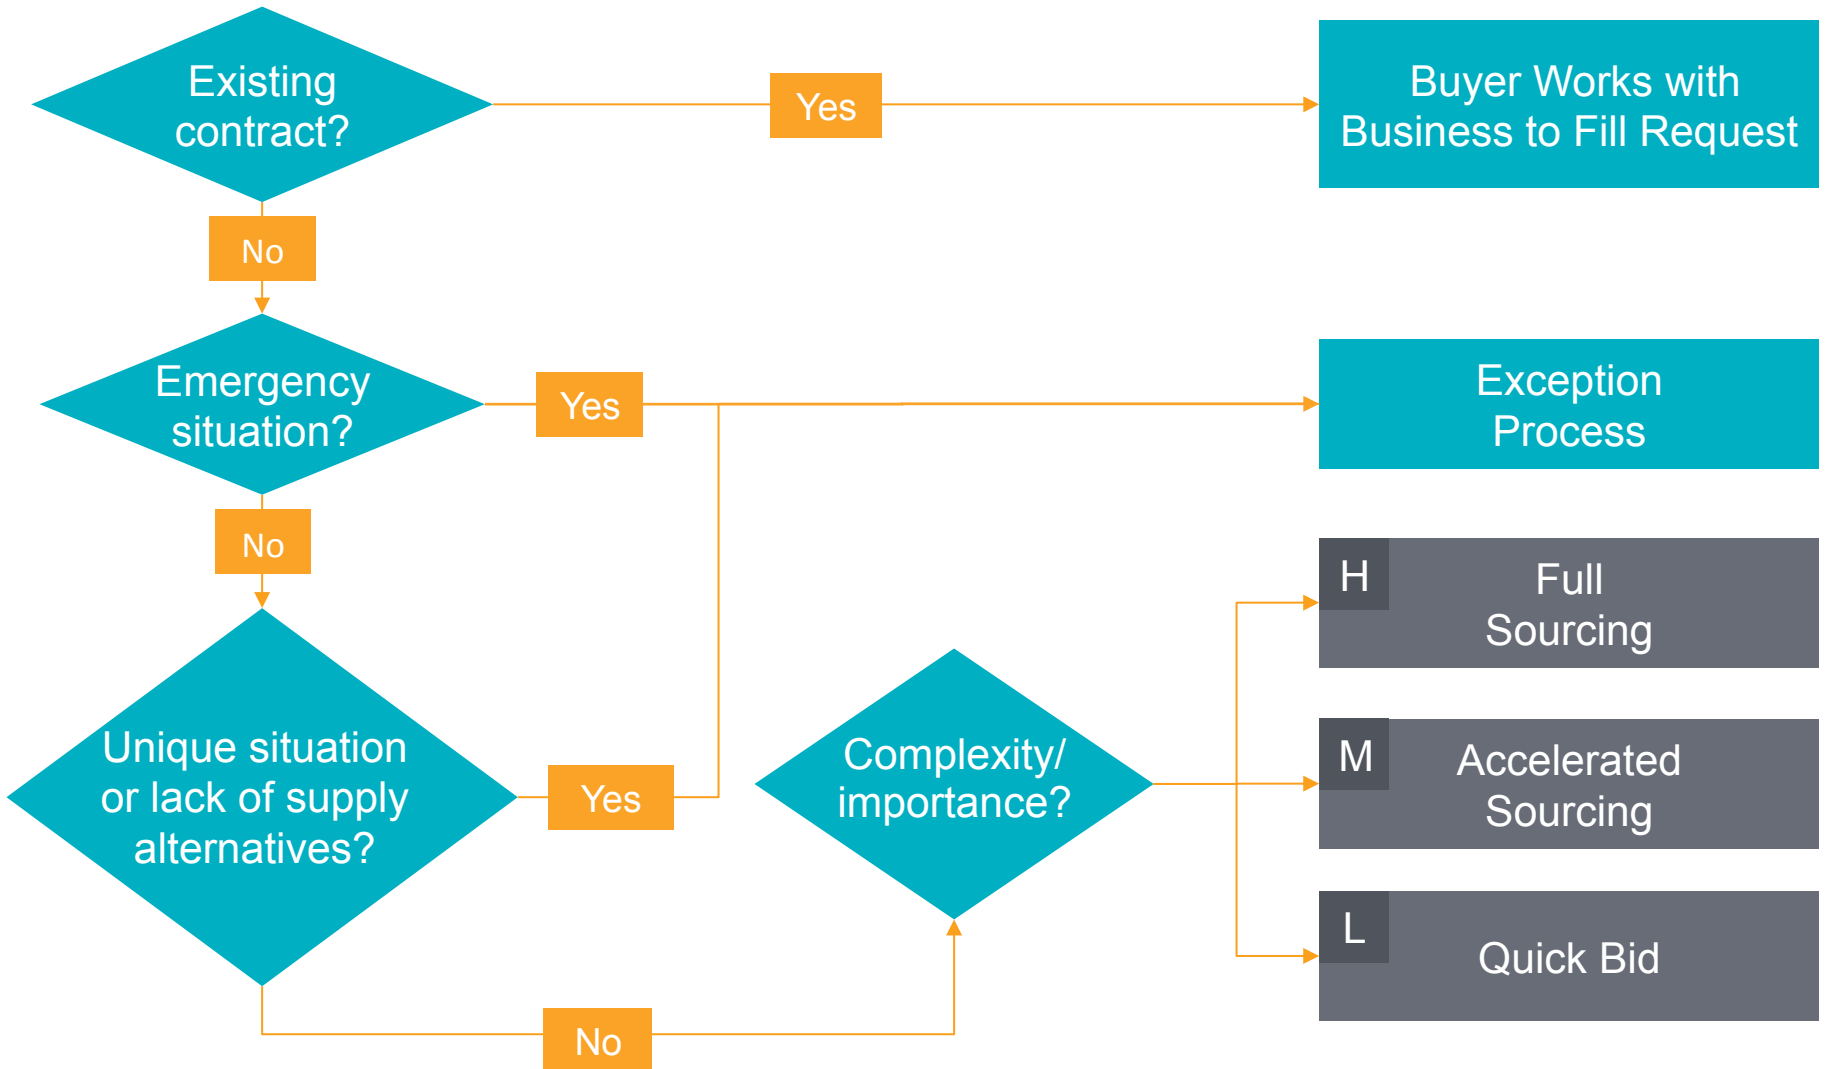 Existing
contract?
Yes
Buyer Works with
Business to Fill Request
No
Emergency
situation?
Yes
Exception
Process
No
Unique situation
or lack of supply
alternatives?
Yes
No
Complexity/
importance?
H
Full
Sourcing
M
Accelerated
Sourcing
L
Quick Bid